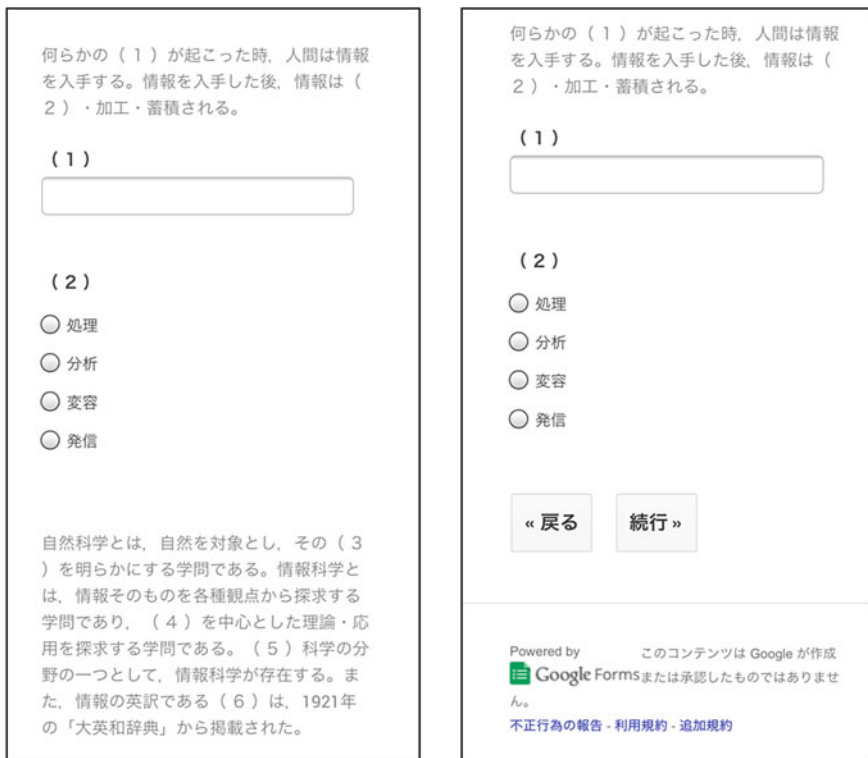 何らかの（１）が起こった時，人間は情報
を入手する。情報を入手した後，情報は（
２）・加工・蓄積される。
（１）
（２）
処理
分析
変容
発信
自然科学とは，自然を対象とし，その（３
）を明らかにする学問である。情報科学と
は，情報そのものを各種観点から探求する
学問であり，（４）を中心とした理論・応
用を探求する学問である。（５）科学の分
野の一つとして，情報科学が存在する。ま
た，情報の英訳である（６）は，1921年
の「大英和辞典」から掲載された。
何らかの（１）が起こった時，人間は情報
を入手する。情報を入手した後，情報は（
２）・加工・蓄積される。
（１）
（２）
処理
分析
変容
発信
« 戻る 続行 »
Powered by このコンテンツは Google が作成
Google Forms または承認したものではありませ
ん。
不正行為の報告 - 利用規約 - 追加規約